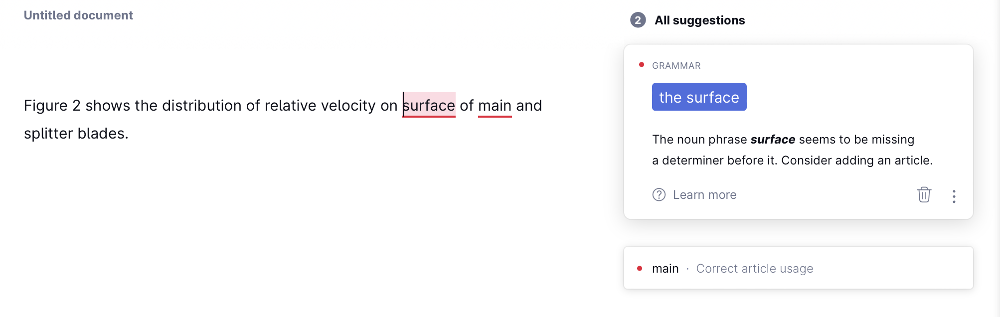 Untitled document
Figure 2 shows the distribution of relative velocity on surface of main and
splitter blades.
2 All suggestions
GRAMMAR
the surface
The noun phrase surface seems to be missing
a determiner before it. Consider adding an article.
Learn more
main · Correct article usage